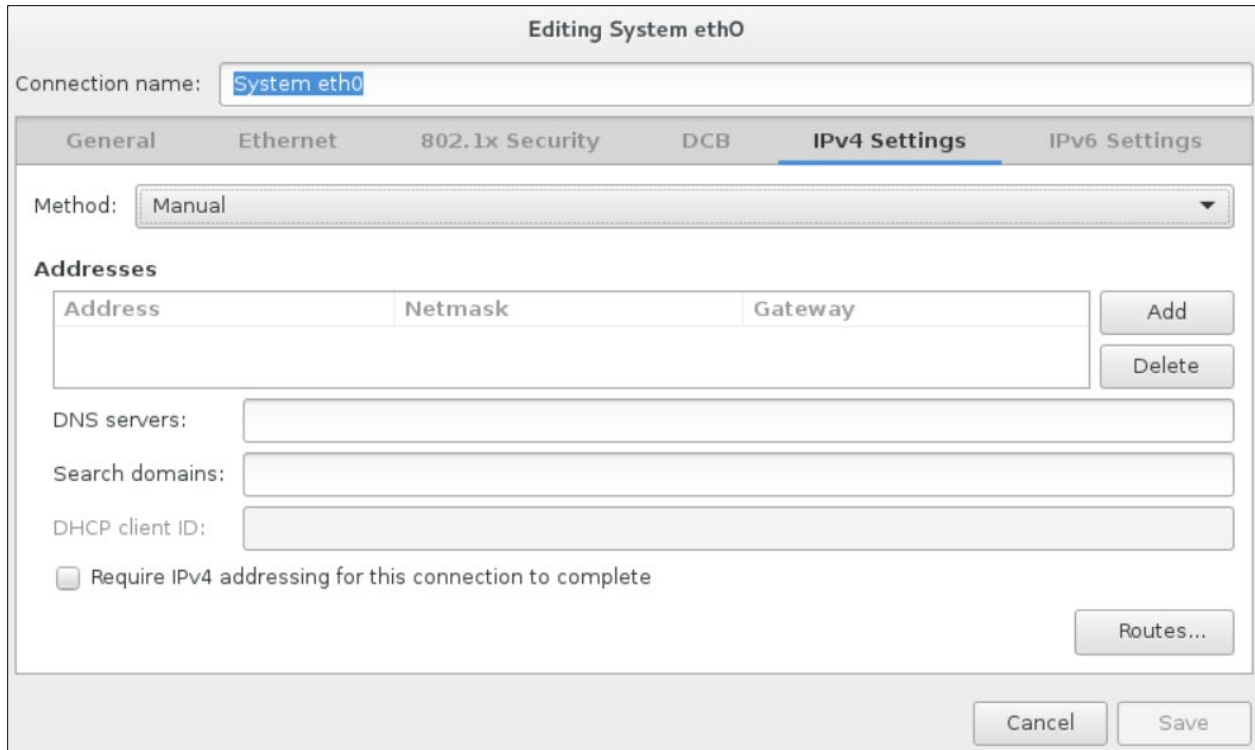 Editing System eth0
Connection name: System eth0
General Ethernet 802.1x Security DCB IPv4 Settings IPv6 Settings
Method: Manual
Addresses
Address Netmask Gateway Add
Delete
DNS servers:
Search domains:
DHCP client ID:
Require IPv4 addressing for this connection to complete
Routes...
Cancel Save